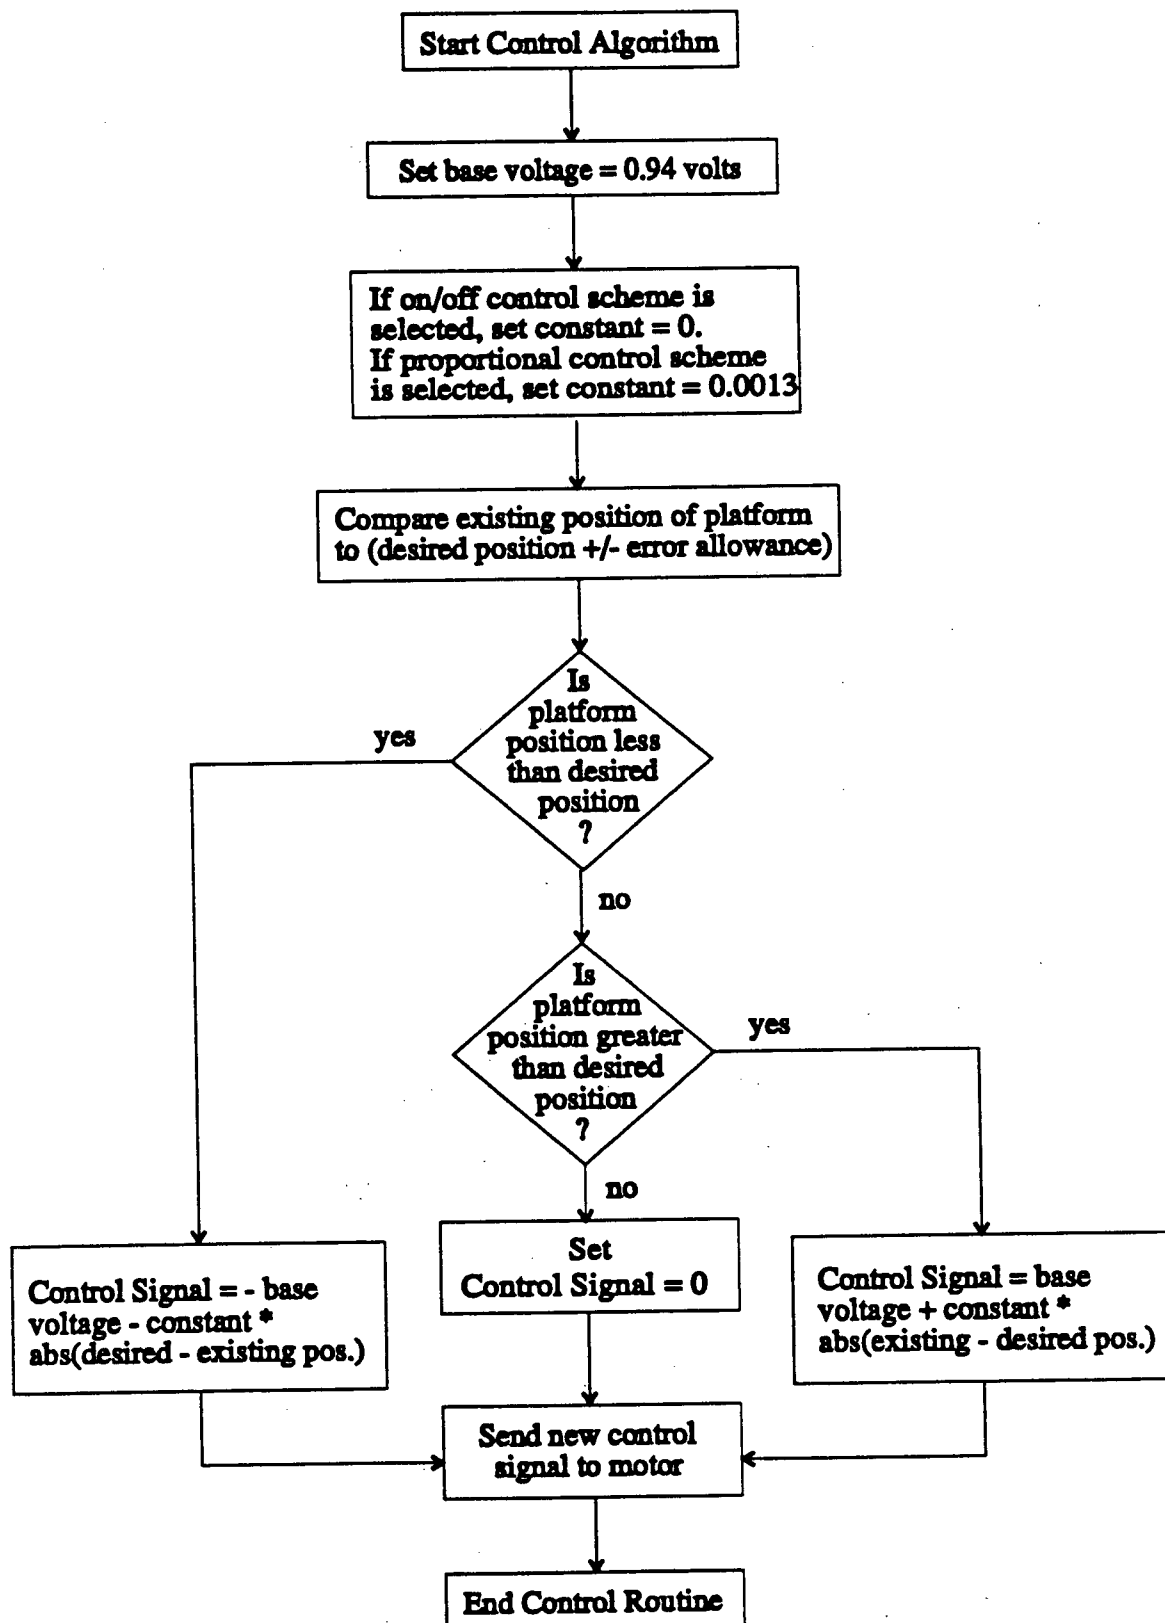 Start Control Algorithm
Set base voltage = 0.94 volts
If on/off control scheme is
selected, set constant = 0.
If proportional control scheme
is selected, set constant = 0.0013
Compare existing position of platform
to (desired position +/- error allowance)
Is
platform
position less
than desired
position
?
yes
no
Is
platform
position greater
than desired
position
?
yes
no
Control Signal = - base
voltage - constant *
abs(desired - existing pos.)
Set
Control Signal = 0
Control Signal = base
voltage + constant *
abs(existing - desired pos.)
Send new control
signal to motor
End Control Routine